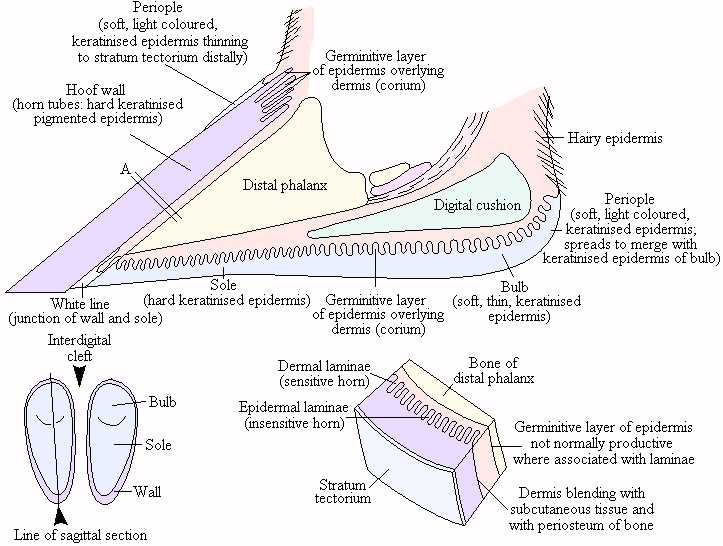 Periople
(soft, light coloured,
keratinised epidermis thinning
to stratum tectorium distally)
Germinitive layer
of epidermis overlying
dermis (corium)
Hoof wall
(horn tubes: hard keratinised
pigmented epidermis)
Hairy epidermis
A
Distal phalanx
Digital cushion
Periople
(soft, light coloured,
keratinised epidermis;
spreads to merge with
keratinised epidermis of bulb)
White line
(junction of wall and sole)
Sole
(hard keratinised epidermis)
Germinitive layer
of epidermis overlying
dermis (corium)
Bulb
(soft, thin, keratinised
epidermis)
Interdigital
cleft
Bulb
Sole
Wall
Line of sagittal section
Dermal laminae
(sensitive horn)
Bone of
distal phalanx
Epidermal laminae
(insensitive horn)
Germinitive layer of epidermis
not normally productive
where associated with laminae
Stratum
tectorium
Dermis blending with
subcutaneous tissue and
with periosteum of bone